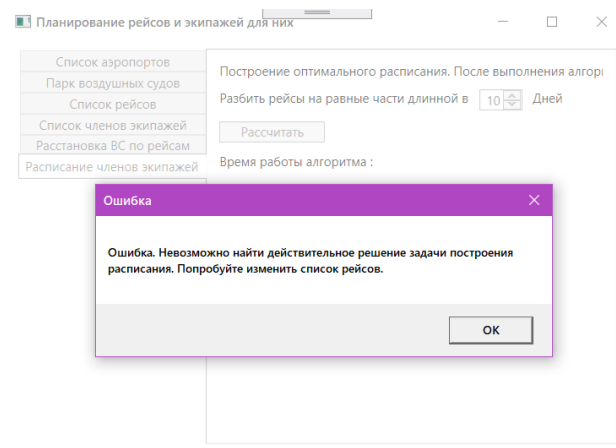 Планирование рейсов и экипажей для них
Список аэропортов
Парк воздушных судов
Список рейсов
Список членов экипажей
Расстановка ВС по рейсам
Расписание членов экипажей
Построение оптимального расписания. После выполнения алгори
Разбить рейсы на равные части длинной в 10 Дней
Рассчитать
Время работы алгоритма :
Ошибка
Ошибка. Невозможно найти действительное решение задачи построения
расписания. Попробуйте изменить список рейсов.
ОК